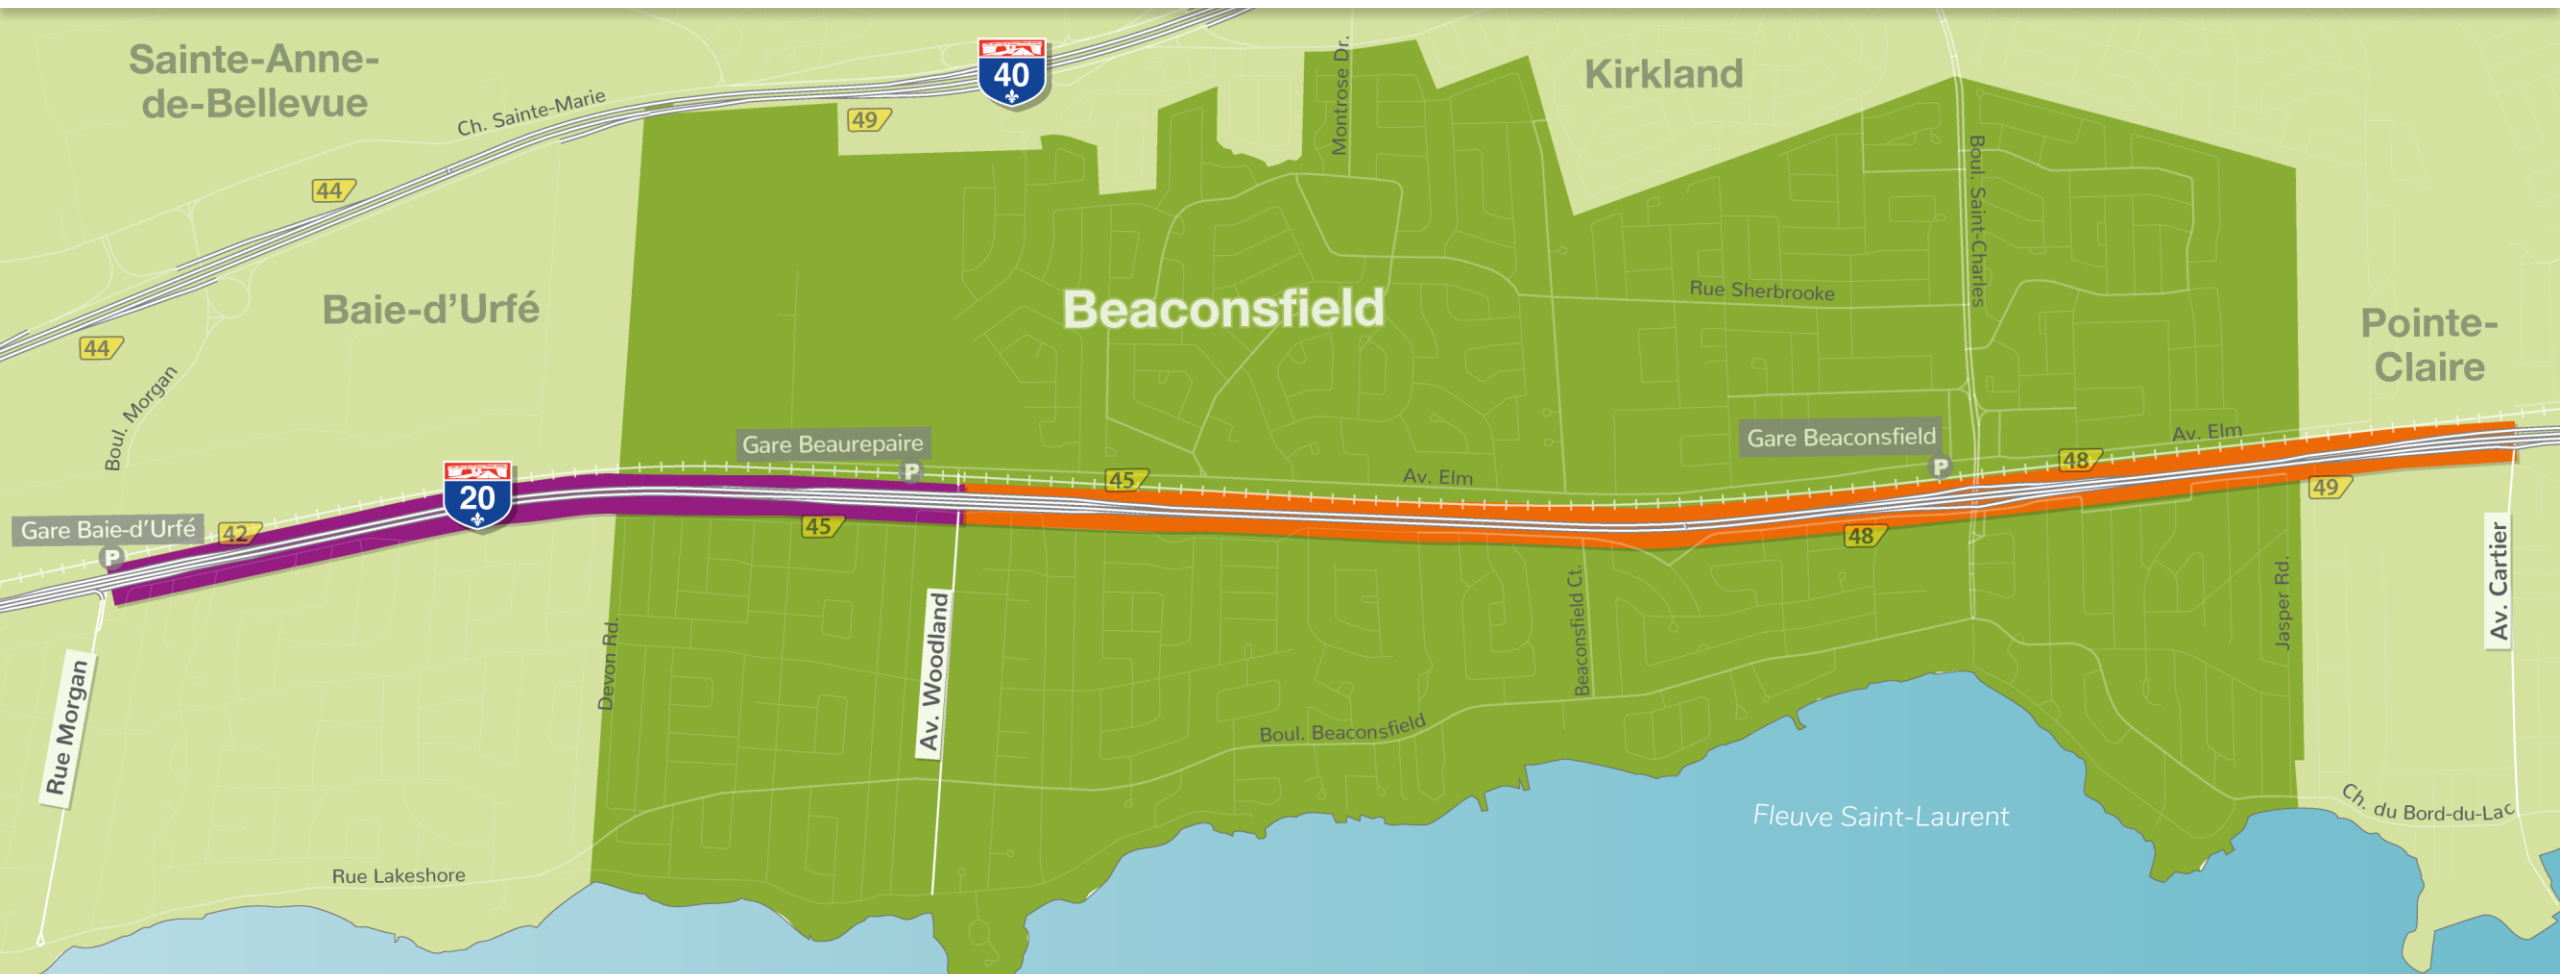 Sainte-Anne-
de-Bellevue
Ch. Sainte-Marie
40
49
Montrose Dr.
Kirkland
44
Boul. Saint-Charles
Baie-d'Urfé
Beaconsfield
Rue Sherbrooke
Pointe-
Claire
44
Boul. Morgan
Gare Beaurepaire
P
Gare Beaconsfield
P
Av. Elm
48
45
Av. Elm
20
49
Gare Baie-d'Urfé
P
42
45
48
Av. Cartier
Jasper Rd.
Beaconsfield Ct.
Devon Rd.
Av. Woodland
Rue Morgan
Boul. Beaconsfield
Fleuve Saint-Laurent
Ch. du Bord-du-Lac
Rue Lakeshore